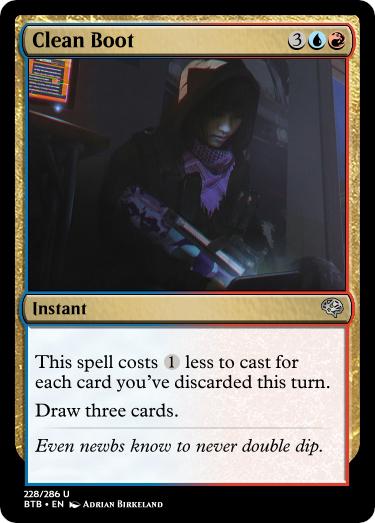 Clean Boot 3
Instant
This spell costs 1 less to cast for
each card you've discarded this turn.
Draw three cards.
Even newbs know to never double dip.
228/286 U
BTB • EN Adrian Birkeland